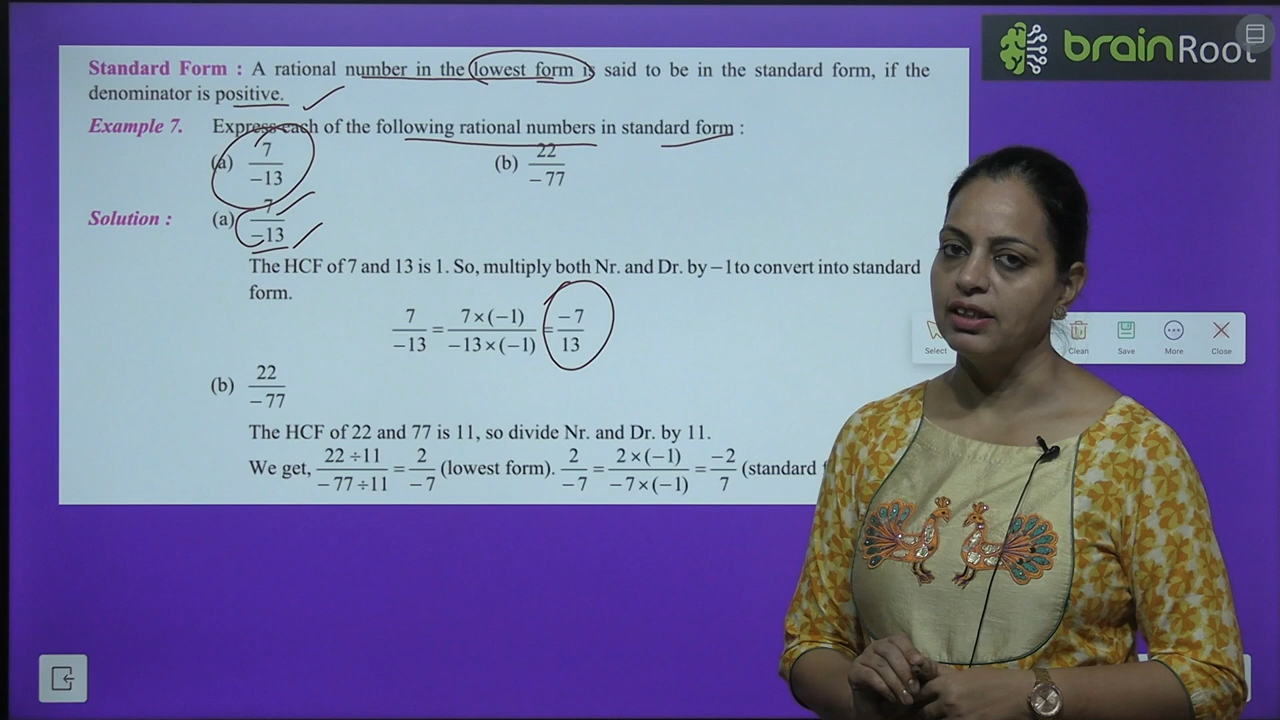 brainRoot
Standard Form : A rational number in the lowest form is said to be in the standard form, if the
denominator is positive.
Example 7. Express each of the following rational numbers in standard form :
(a) 7/−13 (b) 22/−77
Solution : (a) 7/−13
The HCF of 7 and 13 is 1. So, multiply both Nr. and Dr. by −1 to convert into standard
form.
7/−13 = 7×(−1)/−13×(−1) = −7/13
(b) 22/−77
The HCF of 22 and 77 is 11, so divide Nr. and Dr. by 11.
We get, 22÷11/−77÷11 = 2/−7 (lowest form). 2/−7 = 2×(−1)/−7×(−1) = −2/7 (standard
Select Clean Save More Close